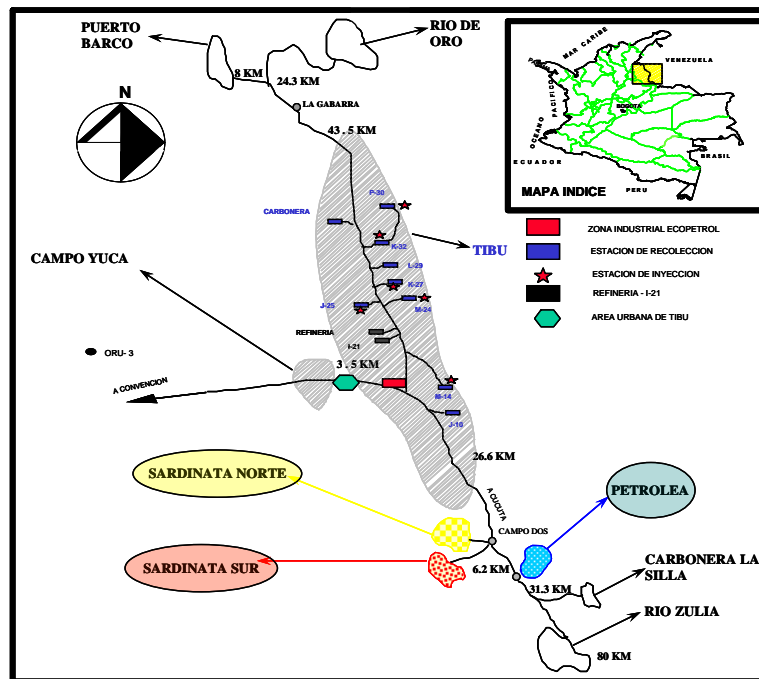 PUERTO
BARCO
RIO DE
ORO
8 KM
24.3 KM
LA GABARRA
43 . 5 KM
N
MAR CARIBE
VENEZUELA
PANAMA
OCEANO PACIFICO
BOGOTA
BRASIL
ECUADOR
PERU
MAPA INDICE
ZONA INDUSTRIAL ECOPETROL
ESTACION DE RECOLECCION
ESTACION DE INYECCION
REFINERIA - I-21
AREA URBANA DE TIBU
P-30
CARBONERA
K-32
TIBU
L-29
K-27
J-25
M-24
REFINERIA
I-21
CAMPO YUCA
ORU- 3
3 . 5 KM
A CONVENCION
M-14
J-10
26.6 KM
SARDINATA NORTE
A CUCUTA
PETROLEA
CAMPO DOS
SARDINATA SUR
6.2 KM
31.3 KM
CARBONERA LA
SILLA
RIO ZULIA
80 KM